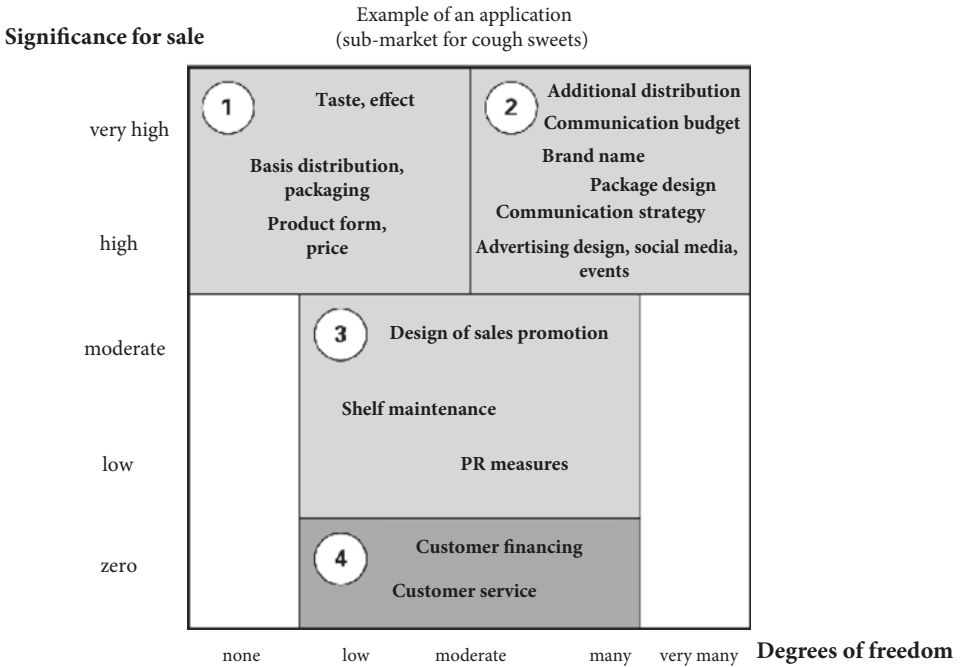 Example of an application
(sub-market for cough sweets)
Significance for sale
very high
high
moderate
low
zero
1
Taste, effect
Basis distribution,
packaging
Product form,
price
2
Additional distribution
Communication budget
Brand name
Package design
Communication strategy
Advertising design, social media,
events
3
Design of sales promotion
Shelf maintenance
PR measures
4
Customer financing
Customer service
none
low
moderate
many
very many
Degrees of freedom